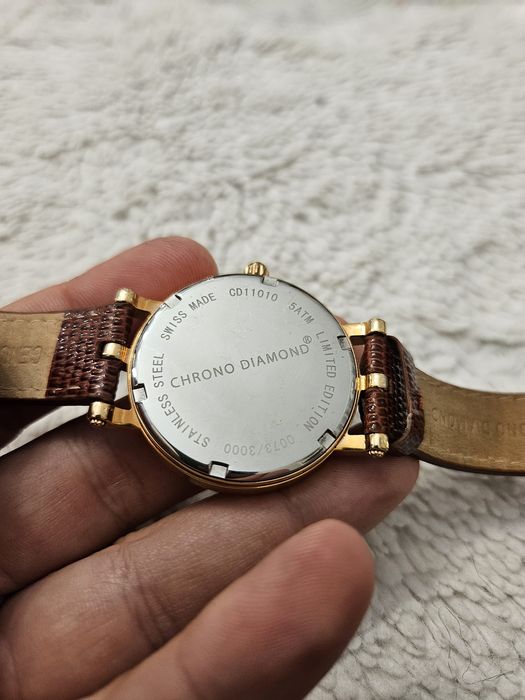 CHRONO DIAMOND®
STAINLESS STEEL SWISS MADE CD11010 5ATM LIMITED EDITION 0073/3000